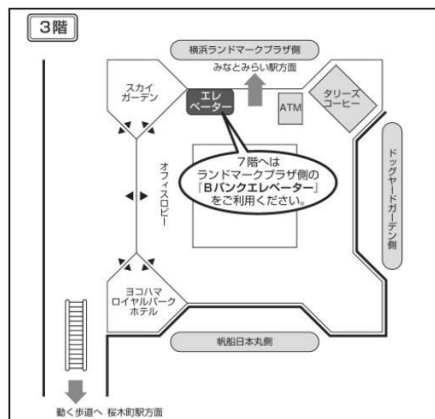 3階
横浜ランドマークプラザ側
みなとみらい駅方面
スカイ
ガーデン
エレ
ベーター
ATM
タリーズ
コーヒー
7階へは
ランドマークプラザ側の
『Bバンクエレベーター』
をご利用ください。
オフィスロビー
ドッグヤードガーデン側
ヨコハマ
ロイヤルパーク
ホテル
帆船日本丸側
動く歩道へ 桜木町駅方面